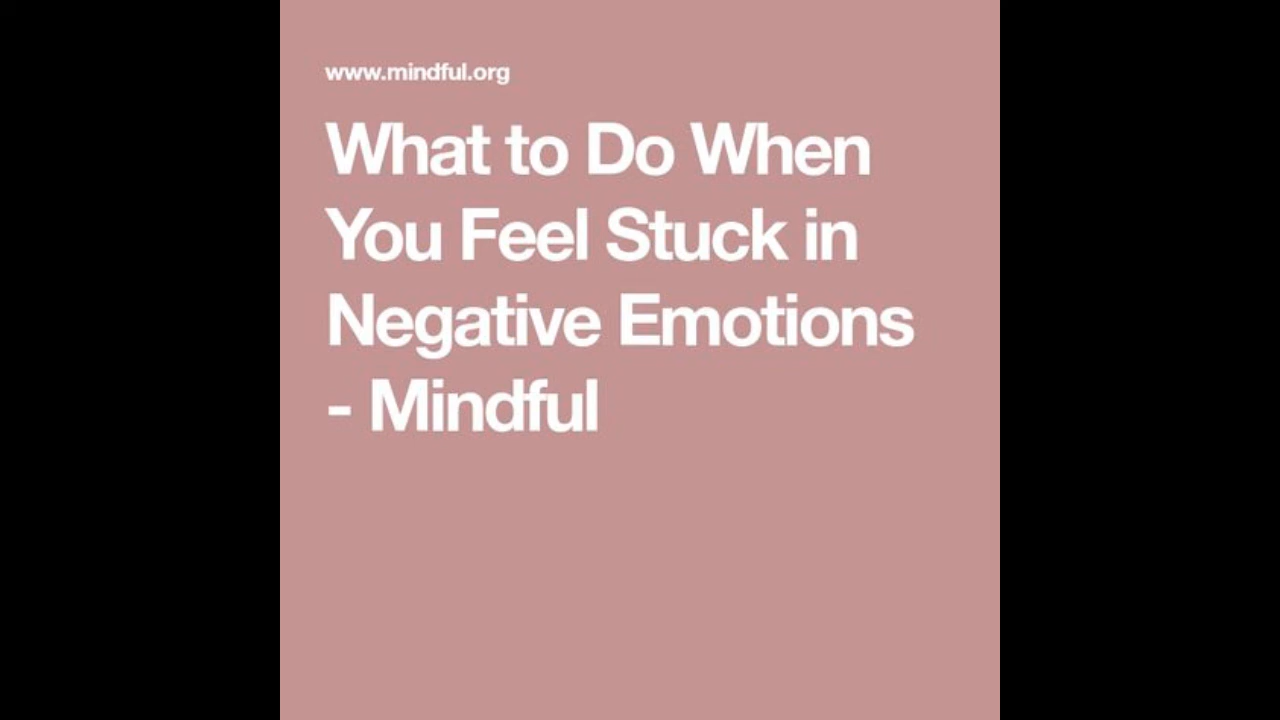 www.mindful.org
What to Do When
You Feel Stuck in
Negative Emotions
- Mindful